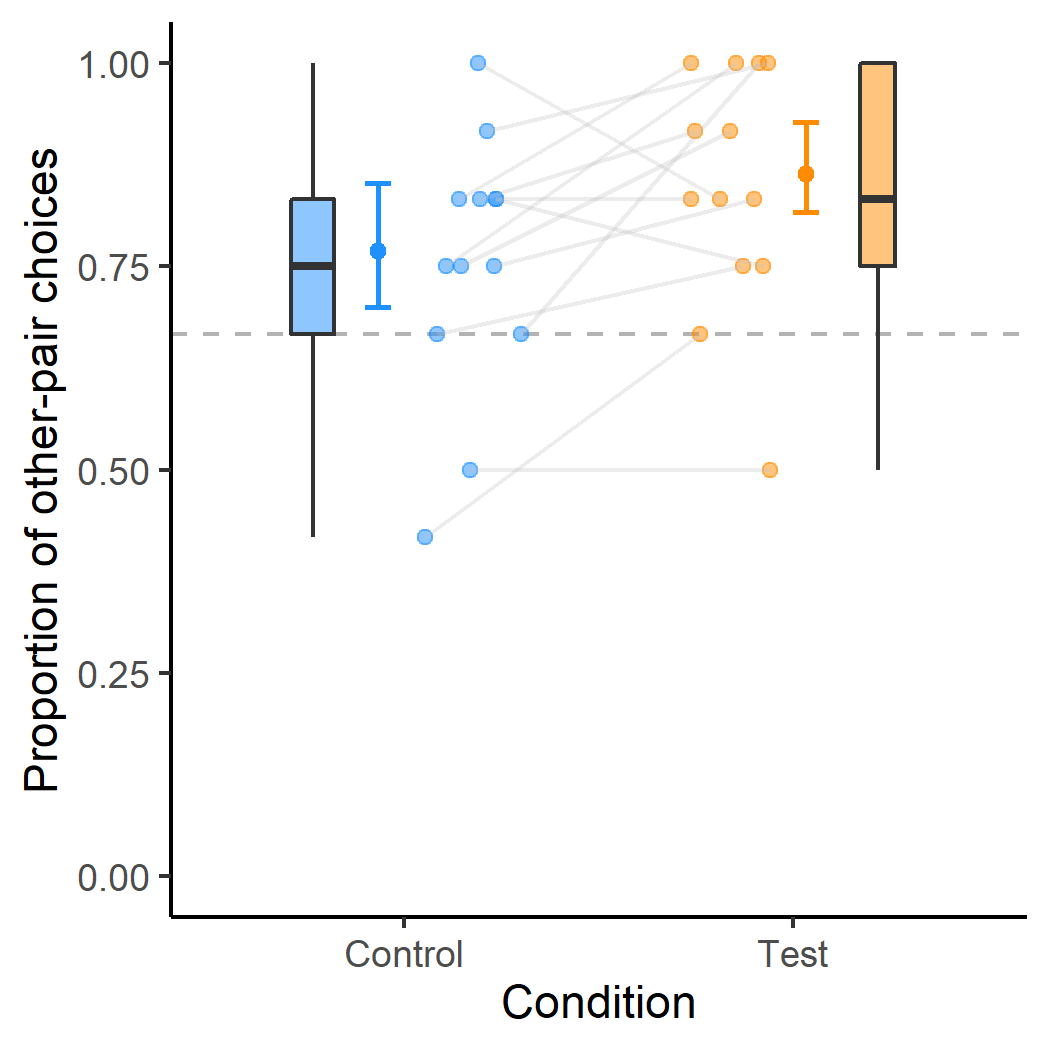 Proportion of other-pair choices
1.00
0.75
0.50
0.25
0.00
Control
Test
Condition